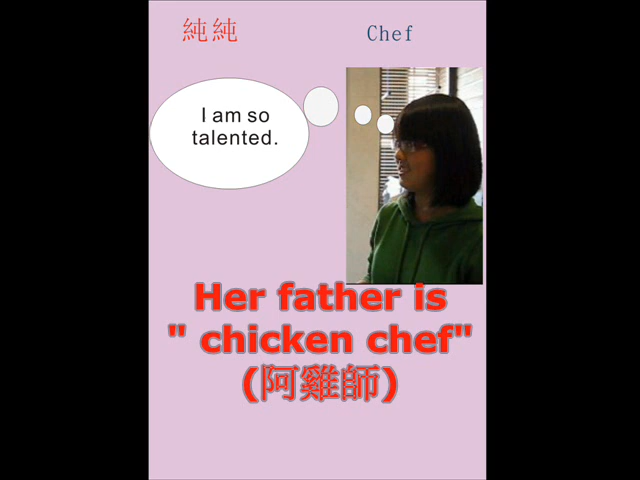 純純 Chef
I am so
talented.
Her father is
" chicken chef"
(阿雞師)